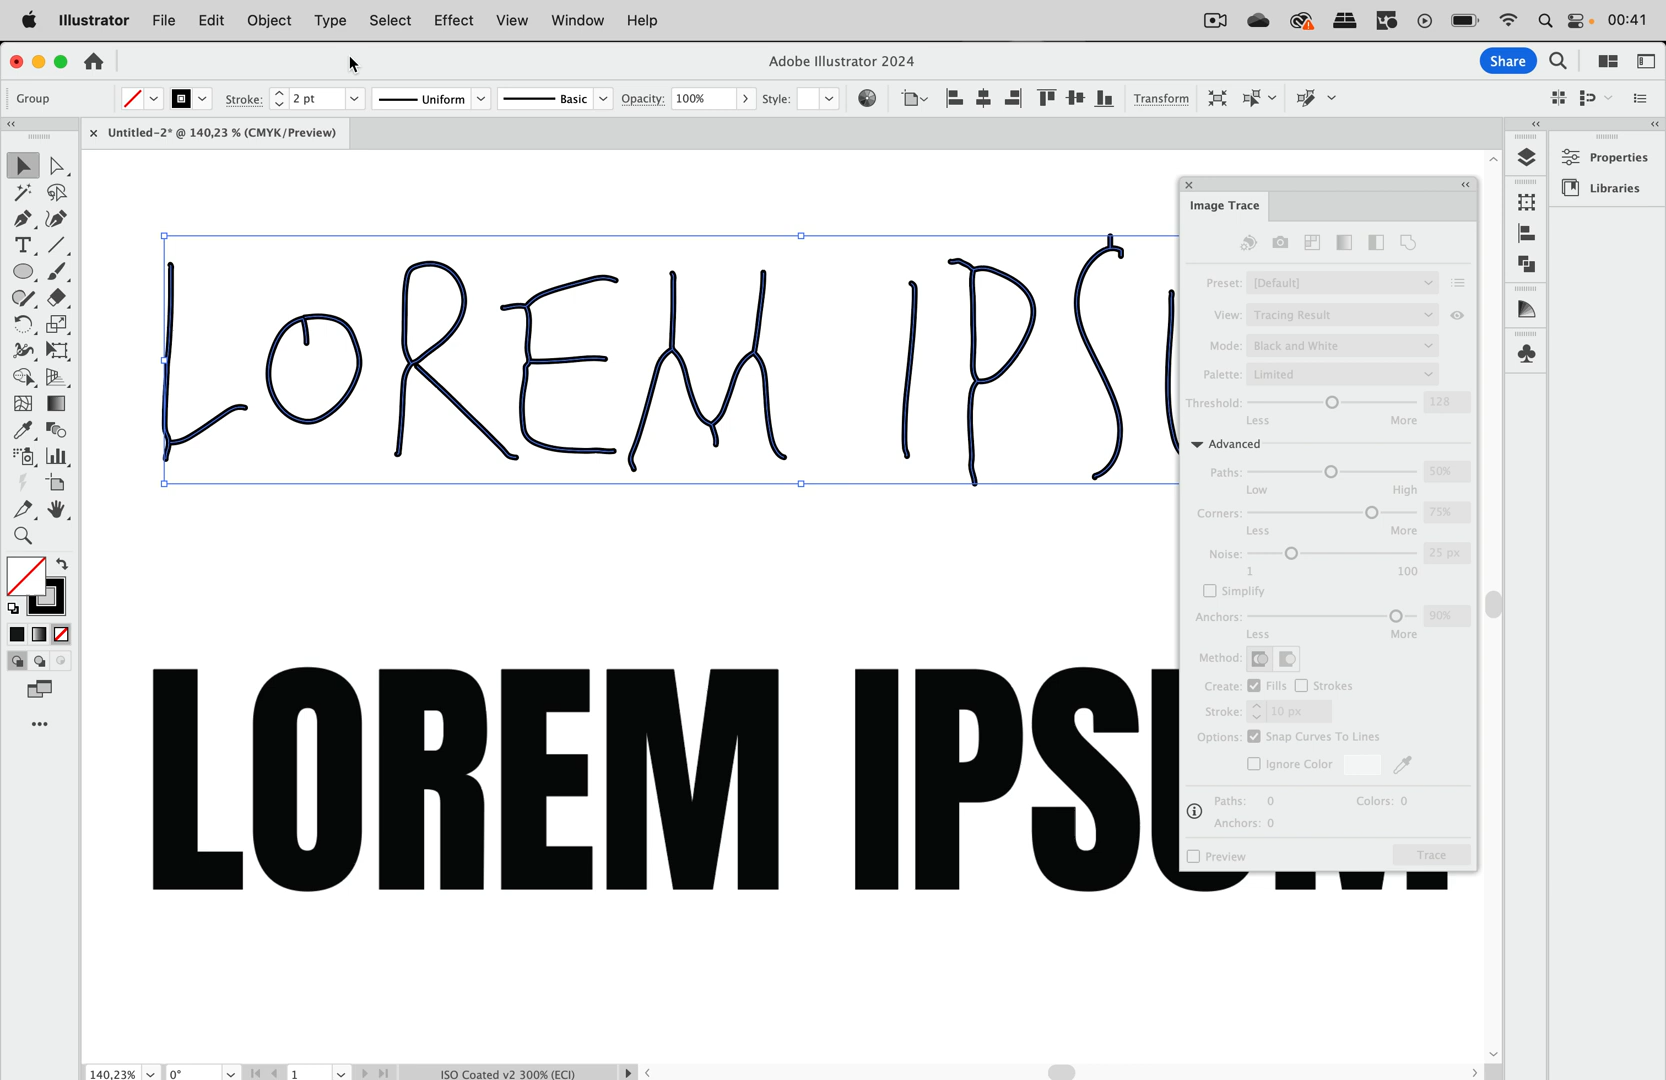 Illustrator File Edit Object Type Select Effect View Window Help 00:41
Adobe Illustrator 2024 Share
Group Stroke: 2 pt Uniform Basic Opacity: 100% Style: Transform
× Untitled-2* @ 140,23 % (CMYK/Preview)
Properties
Libraries
Image Trace
Preset: [Default]
View: Tracing Result
Mode: Black and White
Palette: Limited
Threshold: 128
Less More
Advanced
Paths: 50%
Low High
Corners: 75%
Less More
Noise: 25 px
1 100
Simplify
Anchors: 90%
Less More
Method:
Create: Fills Strokes
Stroke: 10 px
Options: Snap Curves To Lines
Ignore Color
Paths: 0 Colors: 0
Anchors: 0
Preview Trace
LOREM IPSU
LOREM IPSUM
140,23% 0° 1 ISO Coated v2 300% (ECI)